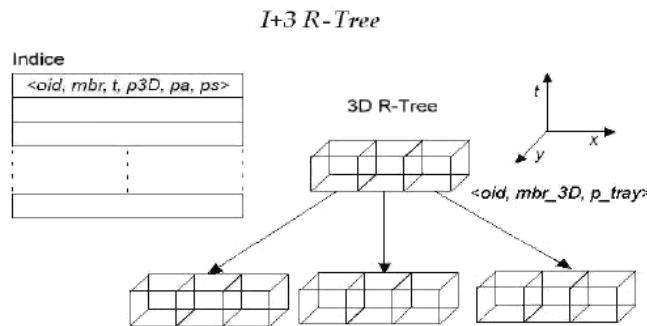 I+3 R-Tree
Indice
<oid, mbr, t, p3D, pa, ps>
3D R-Tree
t
x
y
<oid, mbr_3D, p_tray>